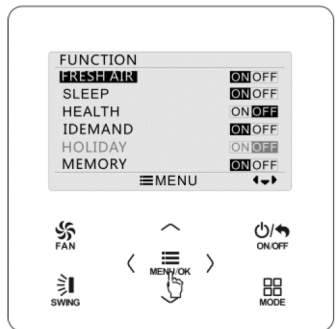 FUNCTION
FRESH AIR ON OFF
SLEEP ON OFF
HEALTH ON OFF
IDEMAND ON OFF
HOLIDAY ON OFF
MEMORY ON OFF
MENU
FAN
MENU/OK
ON/OFF
SWING
MODE